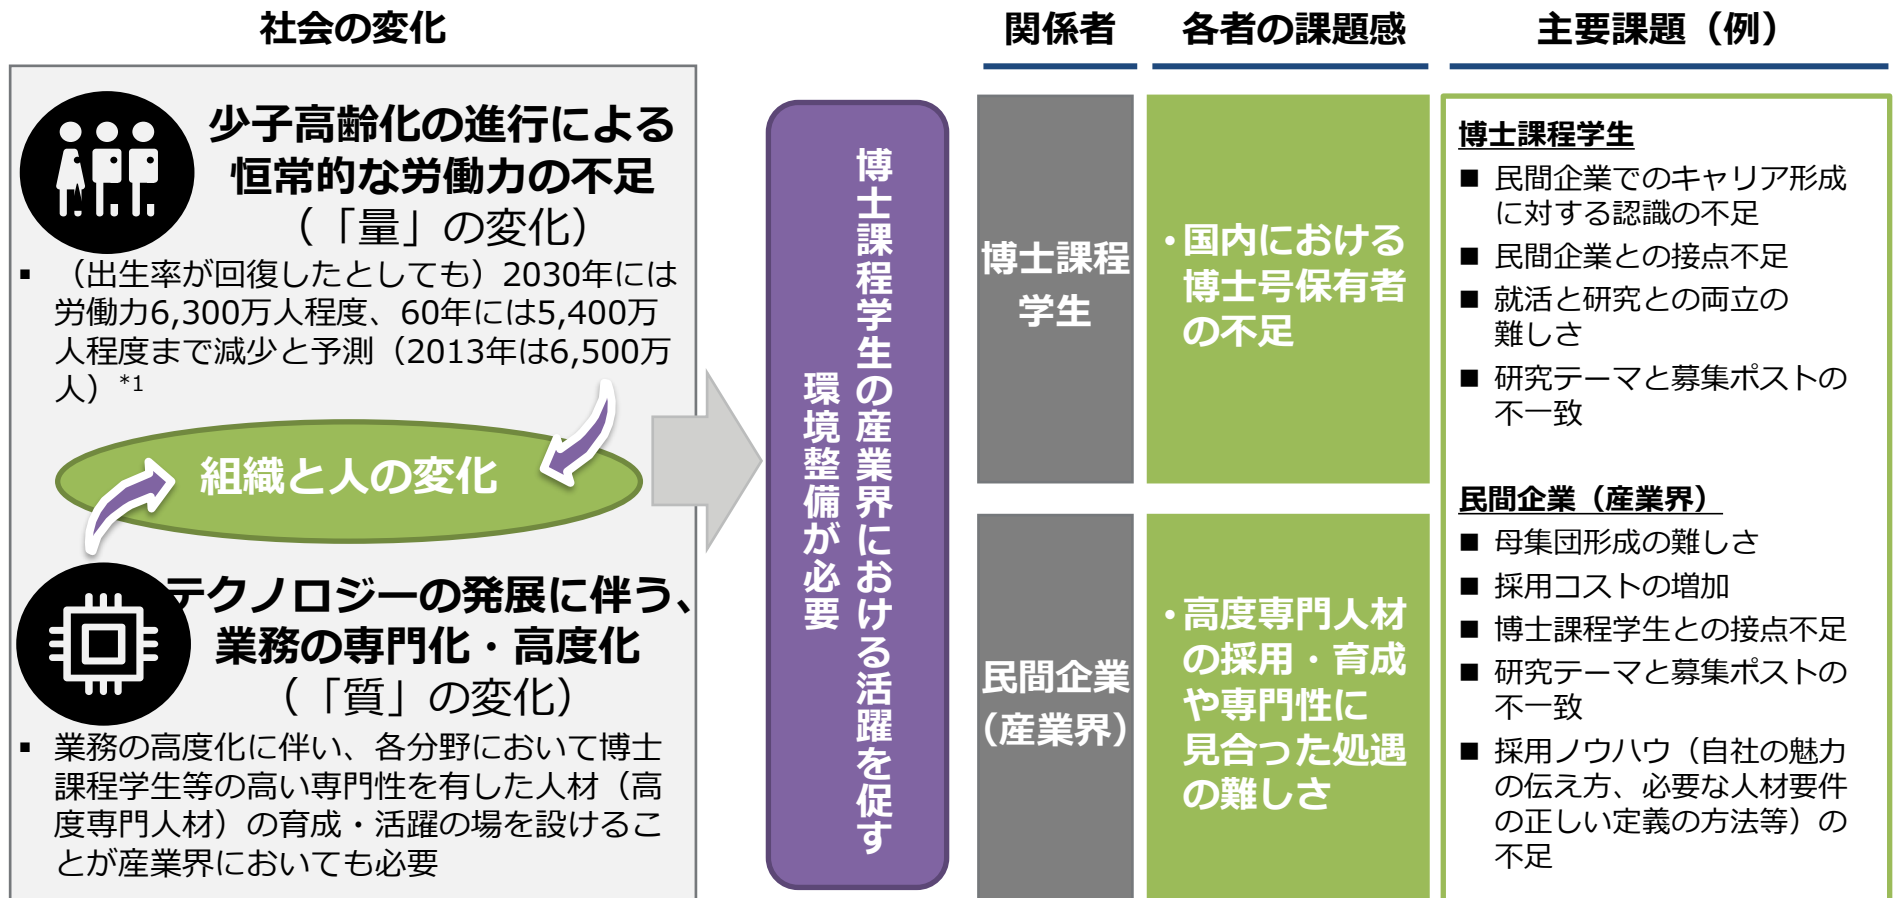 社会の変化
少子高齢化の進行による
恒常的な労働力の不足
（「量」の変化）
▪ （出生率が回復したとしても）2030年には
労働力6,300万人程度、60年には5,400万
人程度まで減少と予測（2013年は6,500万
人）*1
組織と人の変化
テクノロジーの発展に伴う、
業務の専門化・高度化
（「質」の変化）
▪ 業務の高度化に伴い、各分野において博士
課程学生等の高い専門性を有した人材（高
度専門人材）の育成・活躍の場を設けるこ
とが産業界においても必要
博士課程学生の産業界における活躍を促す
環境整備が必要
関係者
各者の課題感
主要課題（例）
博士課程
学生
・国内における
博士号保有者
の不足
民間企業
（産業界）
・高度専門人材
の採用・育成
や専門性に
見合った処遇
の難しさ
博士課程学生
■ 民間企業でのキャリア形成
に対する認識の不足
■ 民間企業との接点不足
■ 就活と研究との両立の
難しさ
■ 研究テーマと募集ポストの
不一致
民間企業（産業界）
■ 母集団形成の難しさ
■ 採用コストの増加
■ 博士課程学生との接点不足
■ 研究テーマと募集ポストの
不一致
■ 採用ノウハウ（自社の魅力
の伝え方、必要な人材要件
の正しい定義の方法等）の
不足